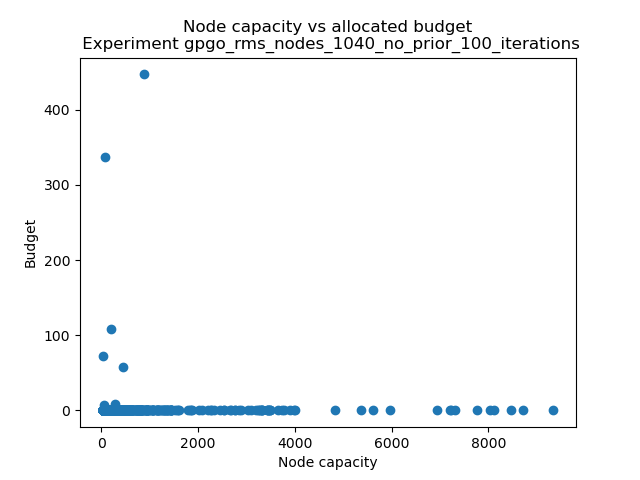 Node capacity vs allocated budget
Experiment gpgo_rms_nodes_1040_no_prior_100_iterations
400
300
200
100
0
Budget
0 2000 4000 6000 8000
Node capacity